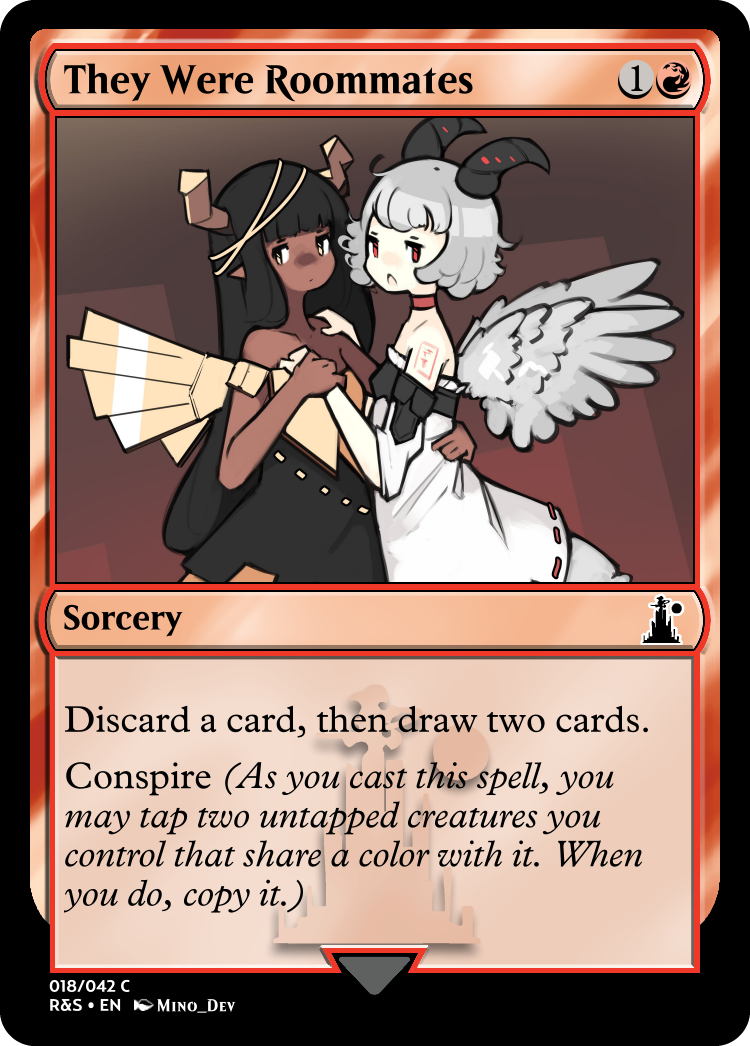 They Were Roommates 1
Sorcery
Discard a card, then draw two cards.
Conspire (As you cast this spell, you
may tap two untapped creatures you
control that share a color with it. When
you do, copy it.)
018/042 C
R&S • EN Mino_Dev